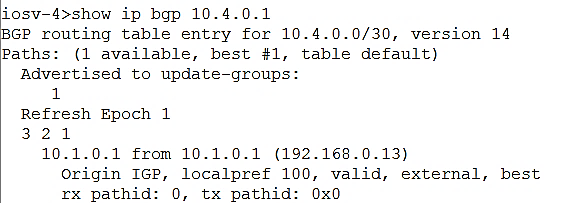 iosv-4>show ip bgp 10.4.0.1
BGP routing table entry for 10.4.0.0/30, version 14
Paths: (1 available, best #1, table default)
  Advertised to update-groups:
     1
  Refresh Epoch 1
  3 2 1
    10.1.0.1 from 10.1.0.1 (192.168.0.13)
      Origin IGP, localpref 100, valid, external, best
      rx pathid: 0, tx pathid: 0x0